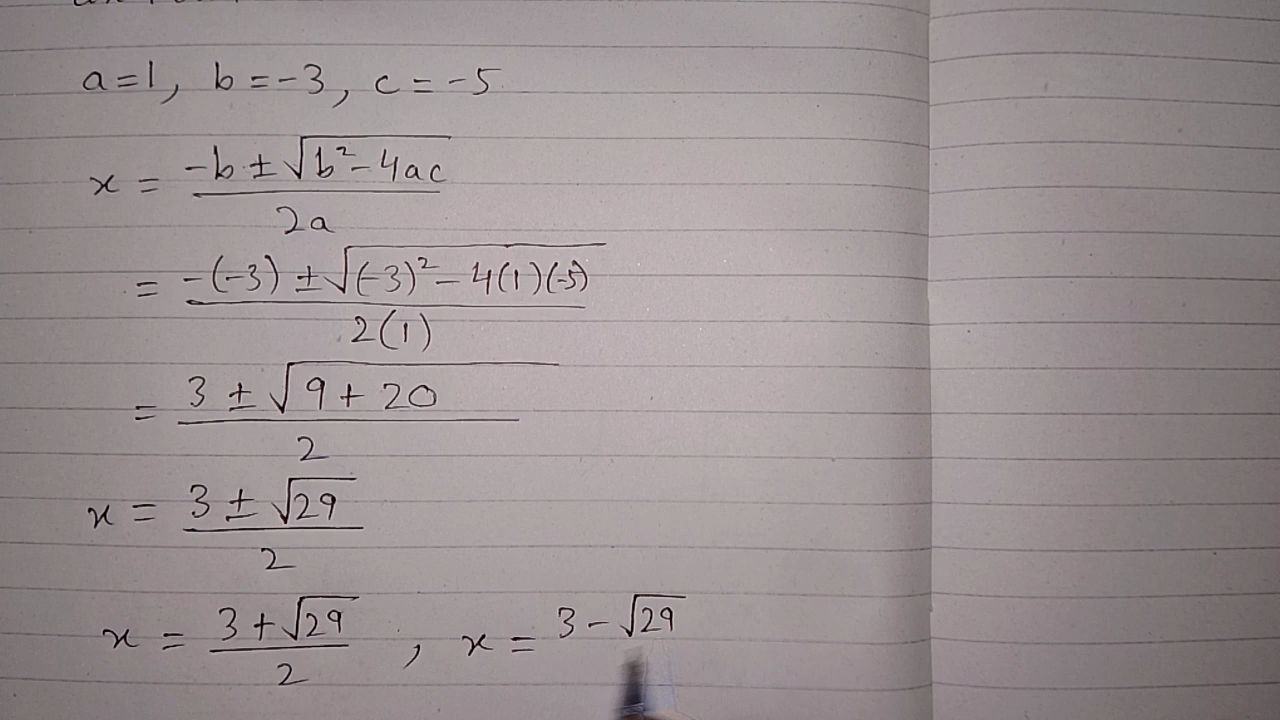 a=1, b=-3, c=-5
x = (-b ± √(b² - 4ac)) / 2a
= (-(-3) ± √((-3)² - 4(1)(-5))) / 2(1)
= (3 ± √(9 + 20)) / 2
x = (3 ± √29) / 2
x = (3 + √29) / 2 , x = 3 - √29